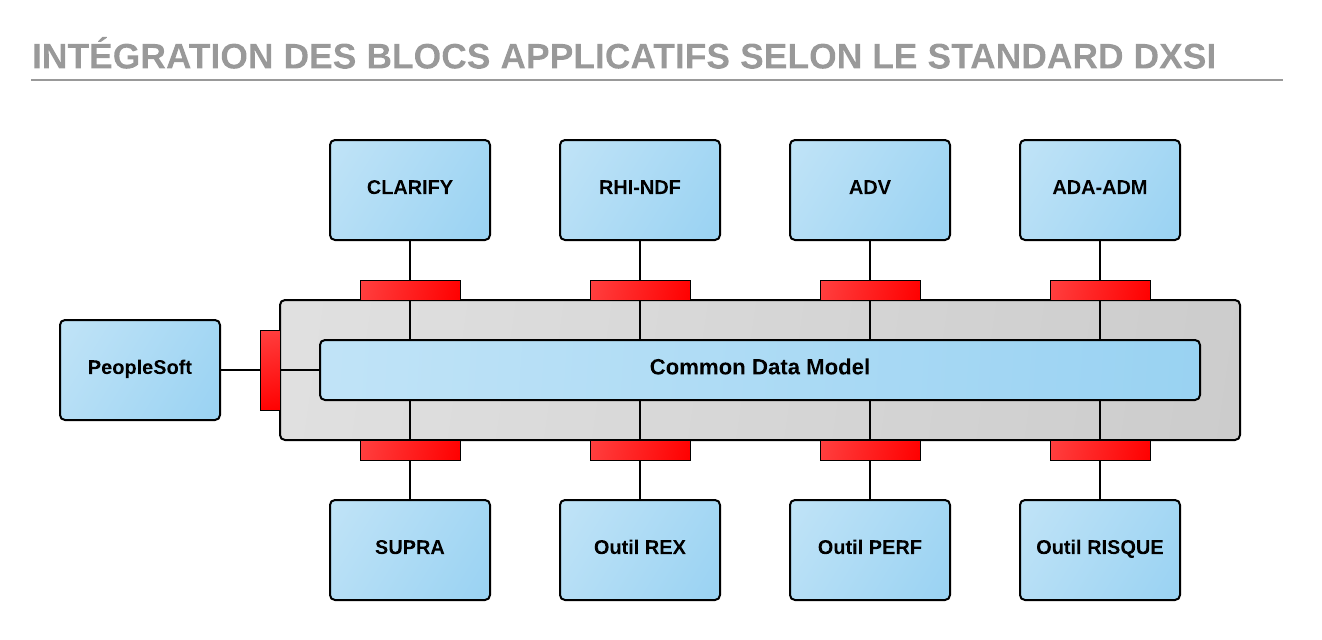 INTÉGRATION DES BLOCS APPLICATIFS SELON LE STANDARD DXSI
CLARIFY
RHI-NDF
ADV
ADA-ADM
PeopleSoft
Common Data Model
SUPRA
Outil REX
Outil PERF
Outil RISQUE